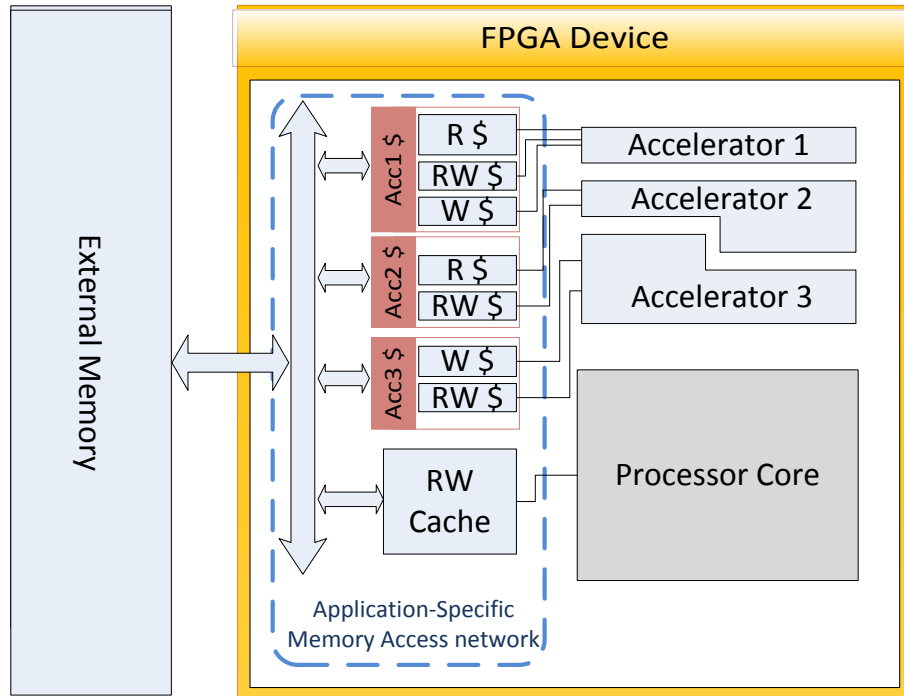 FPGA Device
External Memory
Acc1 $
R $
RW $
W $
Accelerator 1
Accelerator 2
Acc2 $
R $
RW $
Accelerator 3
Acc3 $
W $
RW $
RW
Cache
Processor Core
Application-Specific
Memory Access network